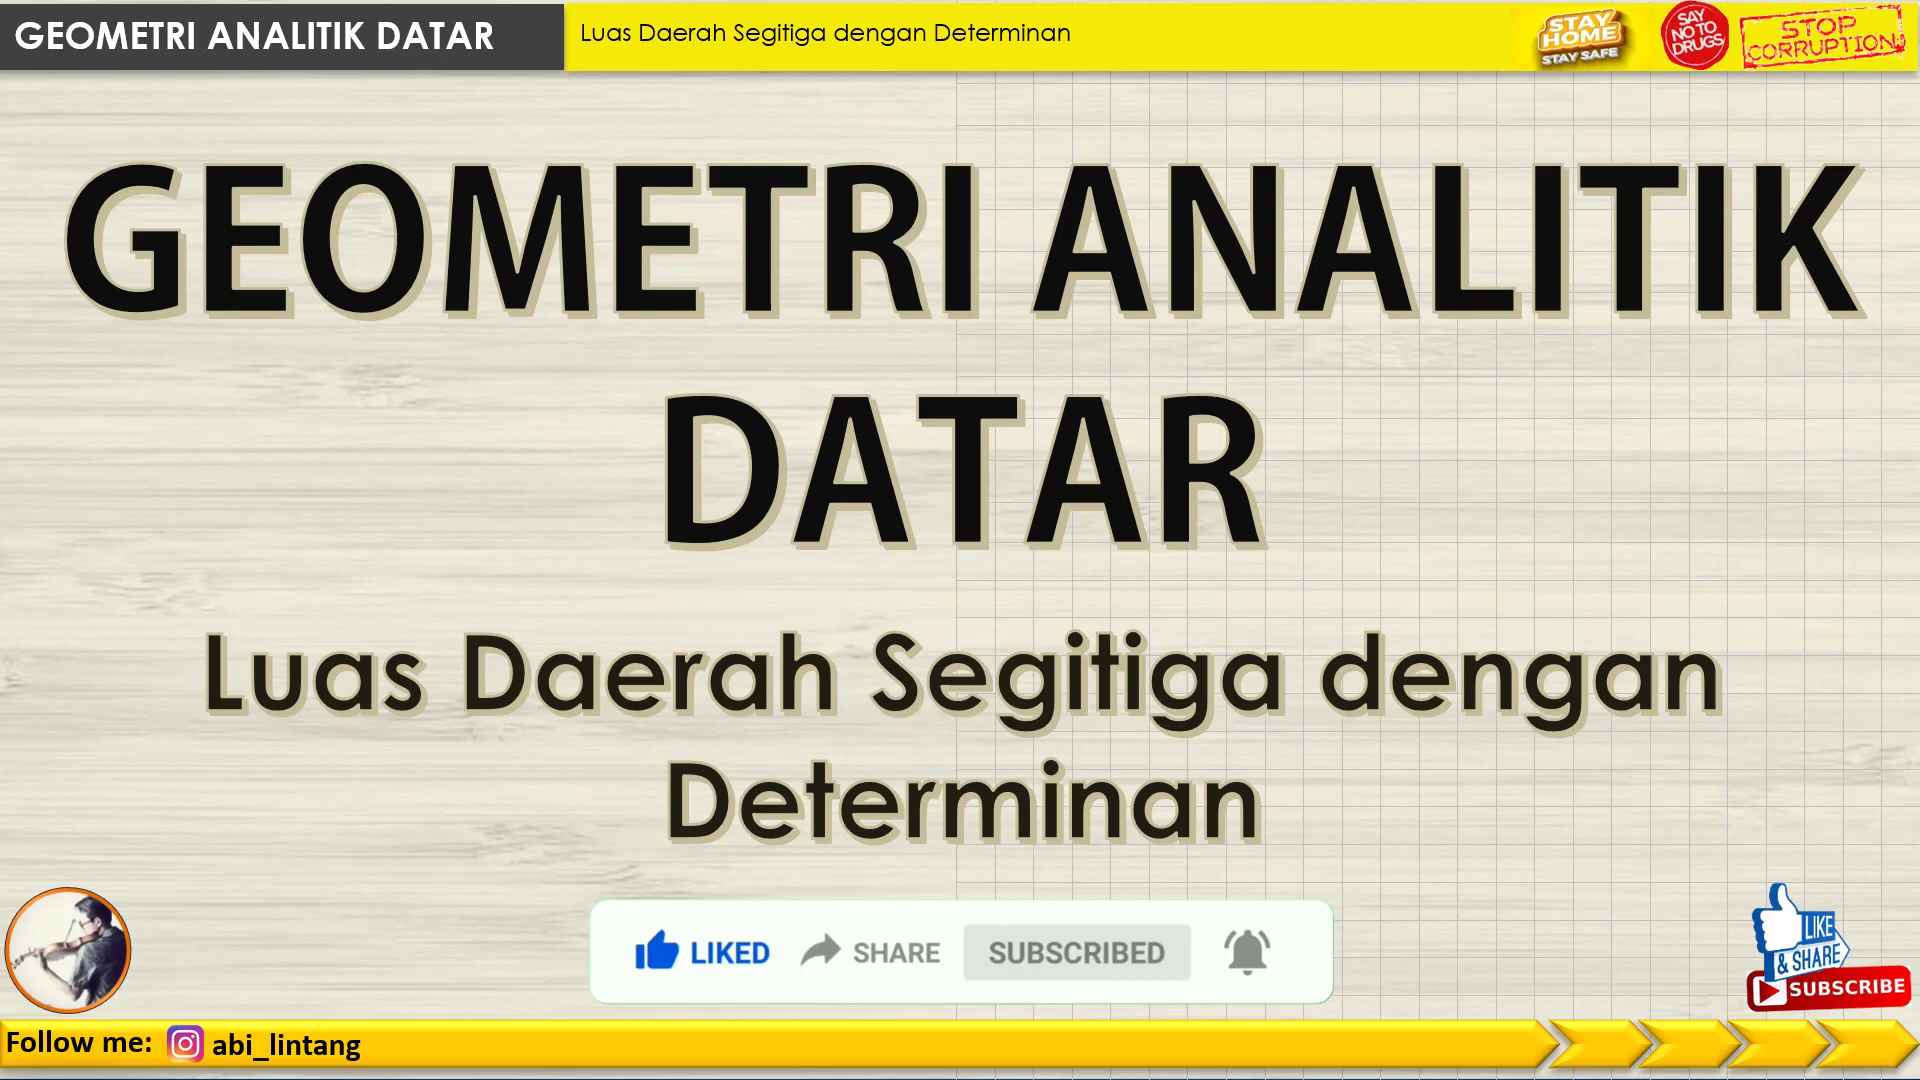 GEOMETRI ANALITIK DATAR
Luas Daerah Segitiga dengan Determinan
STAY
HOME
STAY SAFE
SAY
NO TO
DRUGS
STOP
CORRUPTION
GEOMETRI ANALITIK
DATAR
Luas Daerah Segitiga dengan
Determinan
LIKED
SHARE
SUBSCRIBED
LIKE
& SHARE
SUBSCRIBE
Follow me:
abi_lintang